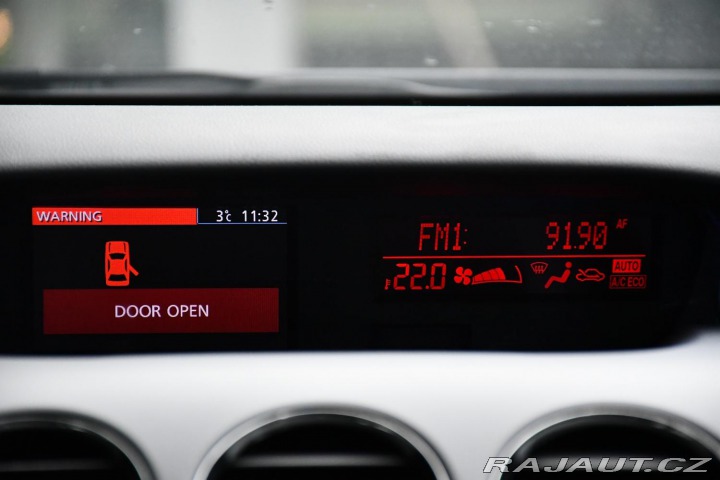 WARNING 3°C 11:32
DOOR OPEN
FM1: 91.90 AF
22.0 AUTO
A/C ECO
RAJAUT.CZ